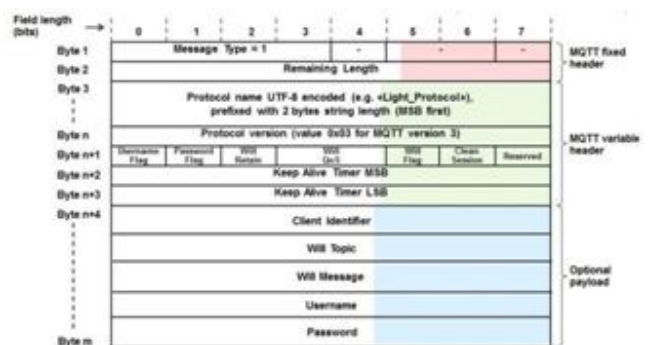 Field length
(bits)
0 1 2 3 4 5 6 7
Byte 1 Message Type = 1 - - - MQTT fixed
header
Byte 2 Remaining Length
Byte 3 Protocol name UTF-8 encoded (e.g. «Light_Protocol»),
prefixed with 2 bytes string length (MSB first)
Byte n Protocol version (value 0x03 for MQTT version 3) MQTT variable
header
Byte n+1 Username
Flag Password
Flag Will
Retain Will
QoS Will
Flag Clean
Session Reserved
Byte n+2 Keep Alive Timer MSB
Byte n+3 Keep Alive Timer LSB
Byte n+4 Client Identifier
Will Topic
Will Message Optional
payload
Username
Password
Byte m